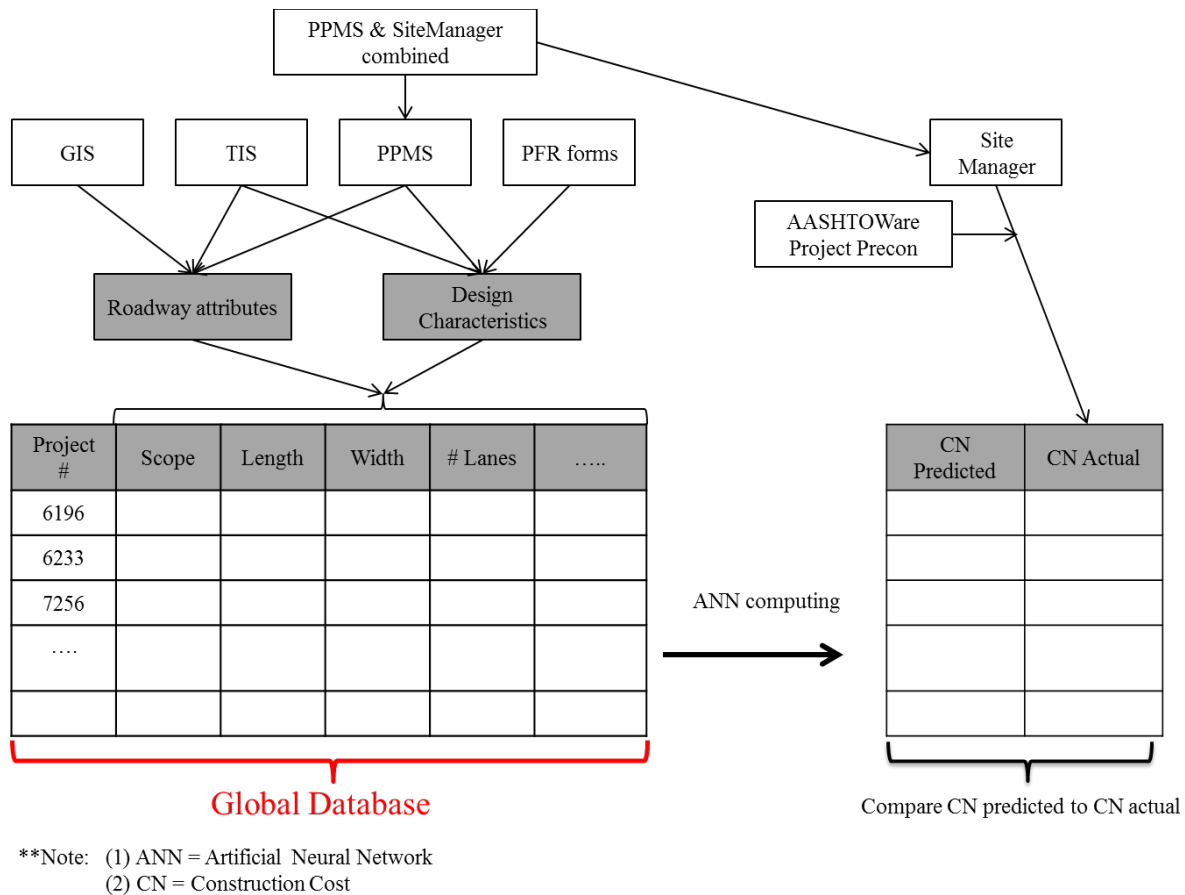 PPMS & SiteManager
combined
GIS
TIS
PPMS
PFR forms
Site
Manager
AASHTOWare
Project Precon
Roadway attributes
Design
Characteristics
Project
#
Scope
Length
Width
# Lanes
…..
CN
Predicted
CN Actual
6196
6233
7256
….
ANN computing
Global Database
Compare CN predicted to CN actual
**Note: (1) ANN = Artificial Neural Network
(2) CN = Construction Cost